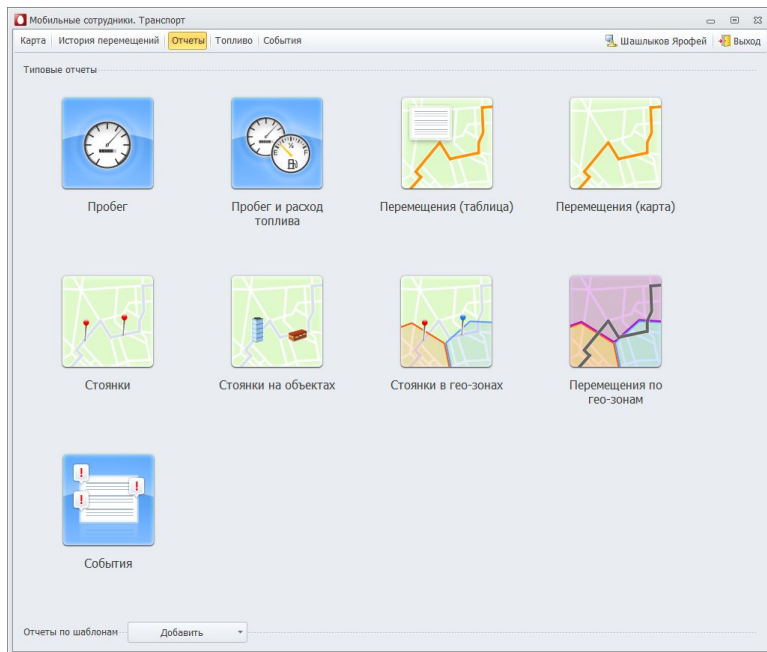 Мобильные сотрудники. Транспорт
Карта История перемещений Отчеты Топливо События Шашлыков Ярофей Выход
Типовые отчеты
Пробег
Пробег и расход
топлива
Перемещения (таблица)
Перемещения (карта)
Стоянки
Стоянки на объектах
Стоянки в гео-зонах
Перемещения по
гео-зонам
События
Отчеты по шаблонам Добавить